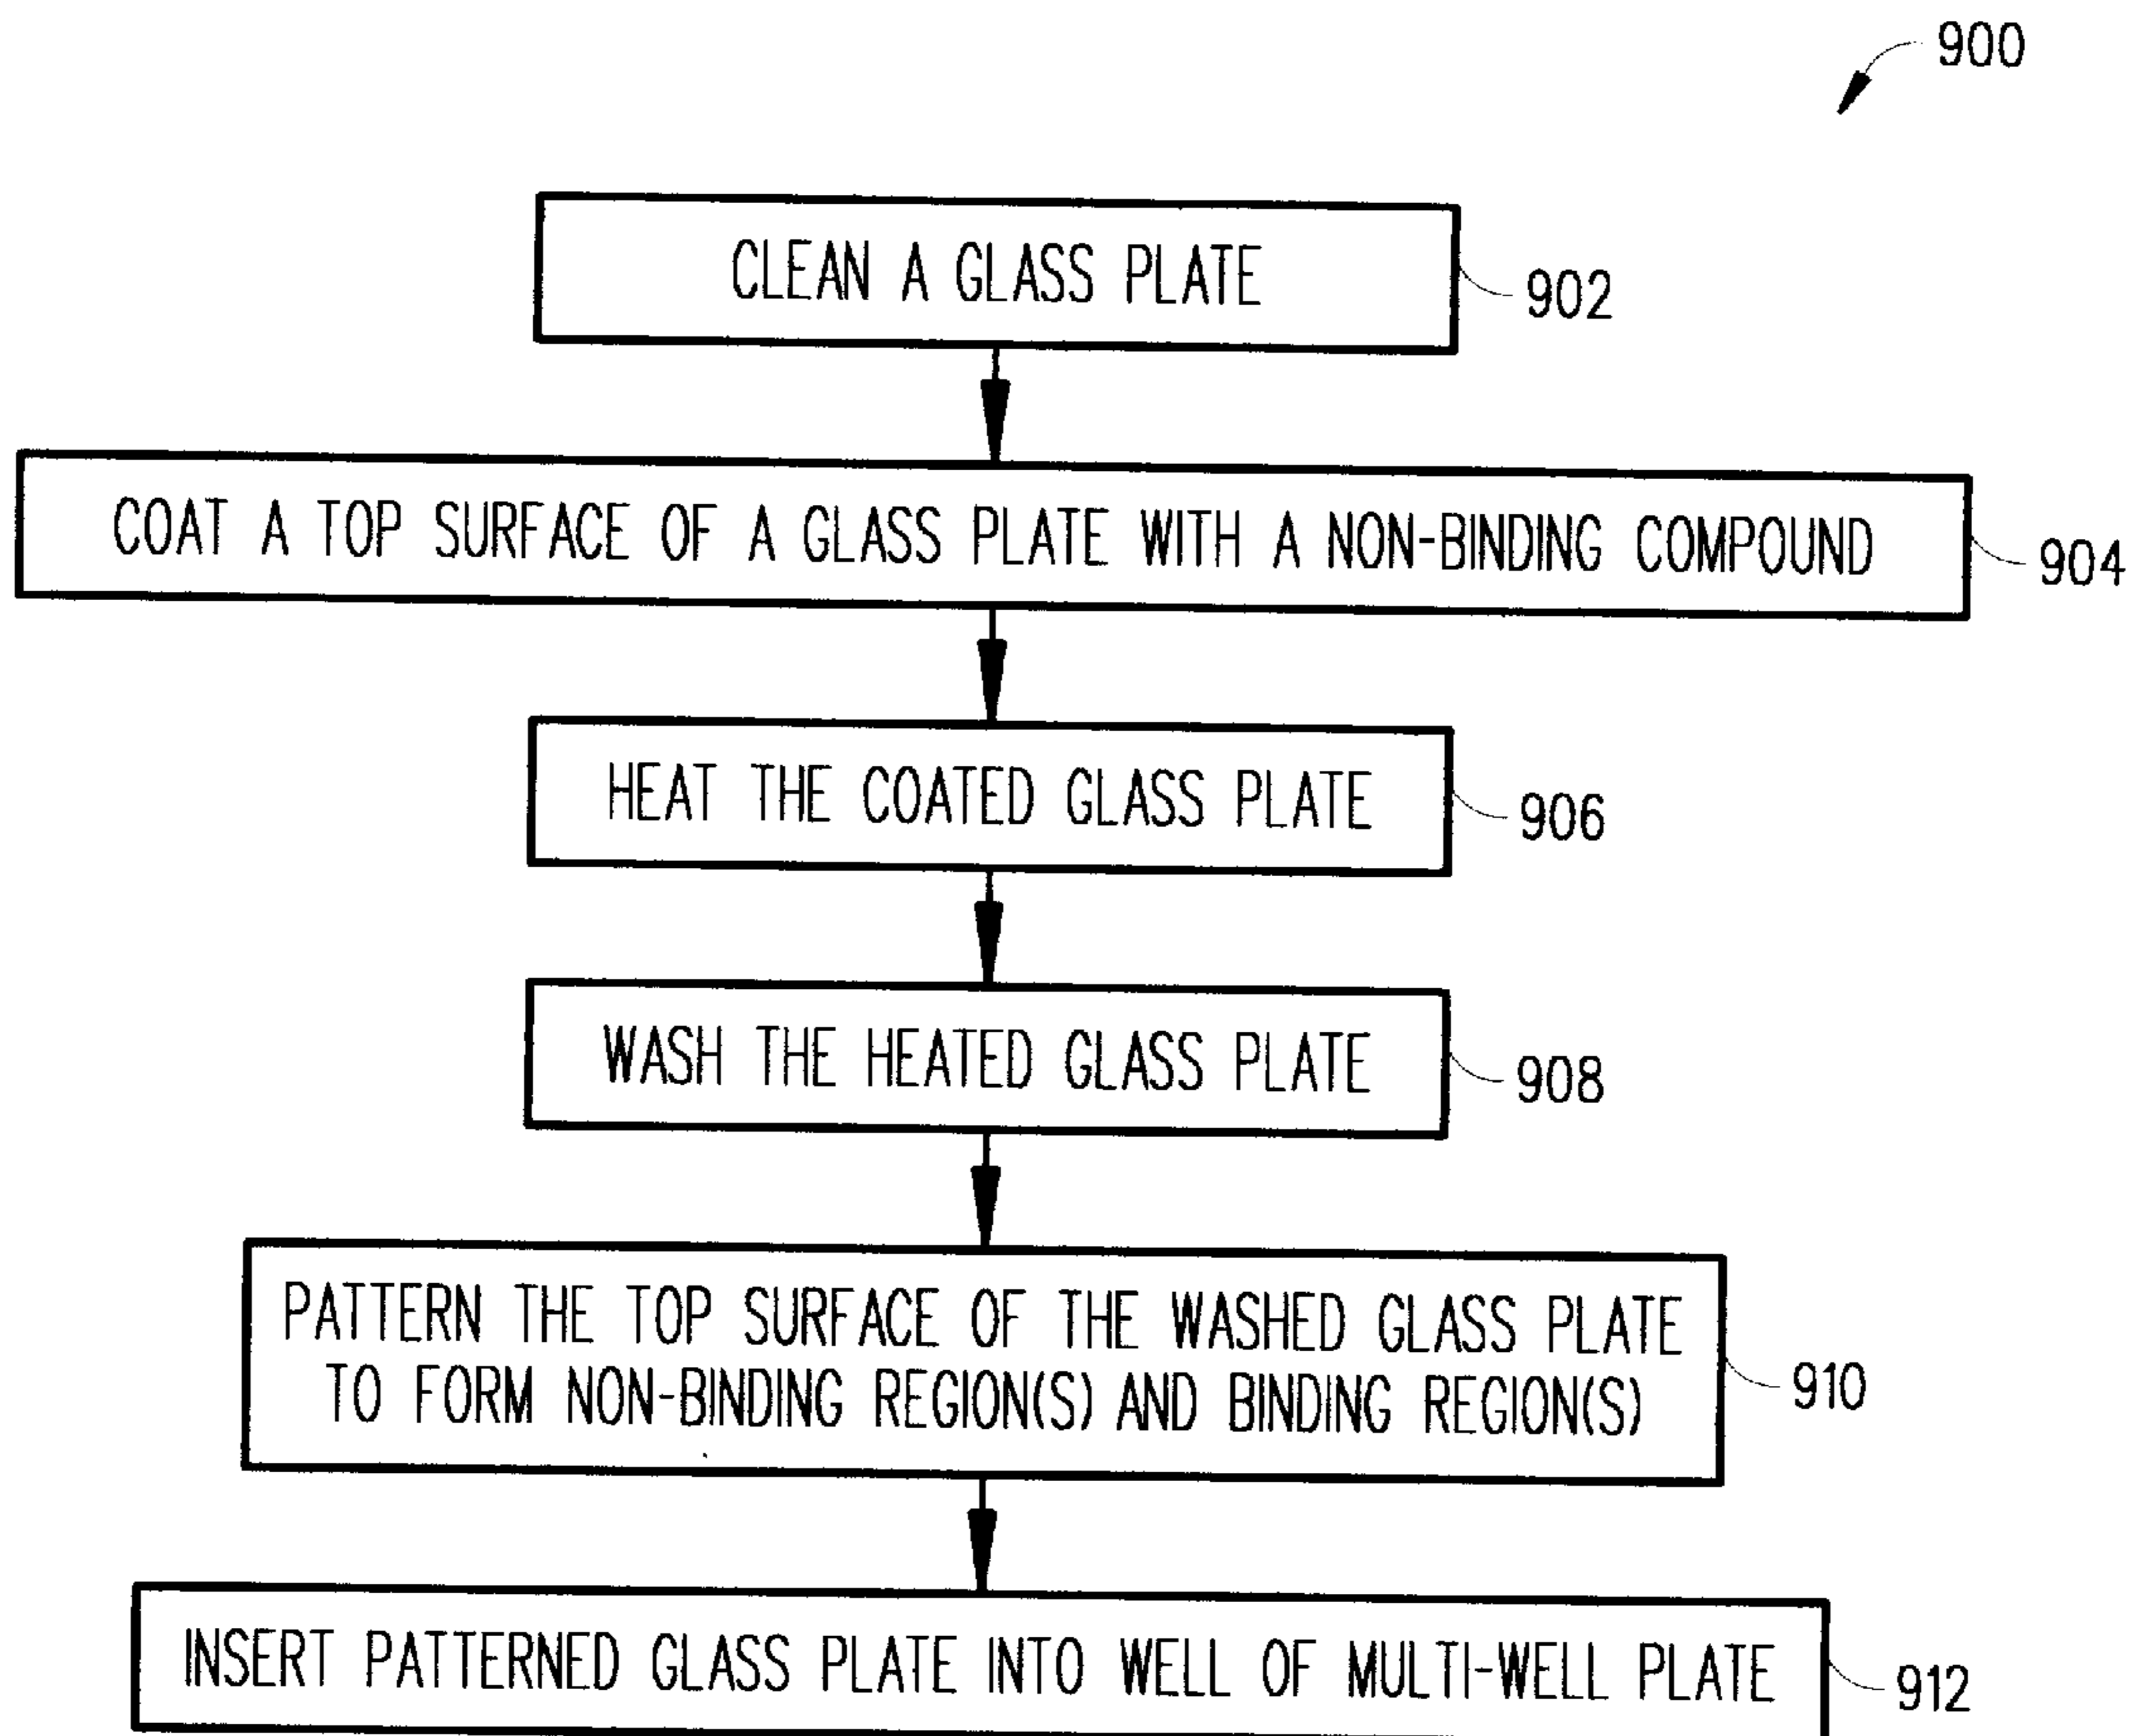 900
CLEAN A GLASS PLATE
902
COAT A TOP SURFACE OF A GLASS PLATE WITH A NON-BINDING COMPOUND
904
HEAT THE COATED GLASS PLATE
906
WASH THE HEATED GLASS PLATE
908
PATTERN THE TOP SURFACE OF THE WASHED GLASS PLATE
TO FORM NON-BINDING REGION(S) AND BINDING REGION(S)
910
INSERT PATTERNED GLASS PLATE INTO WELL OF MULTI-WELL PLATE
912